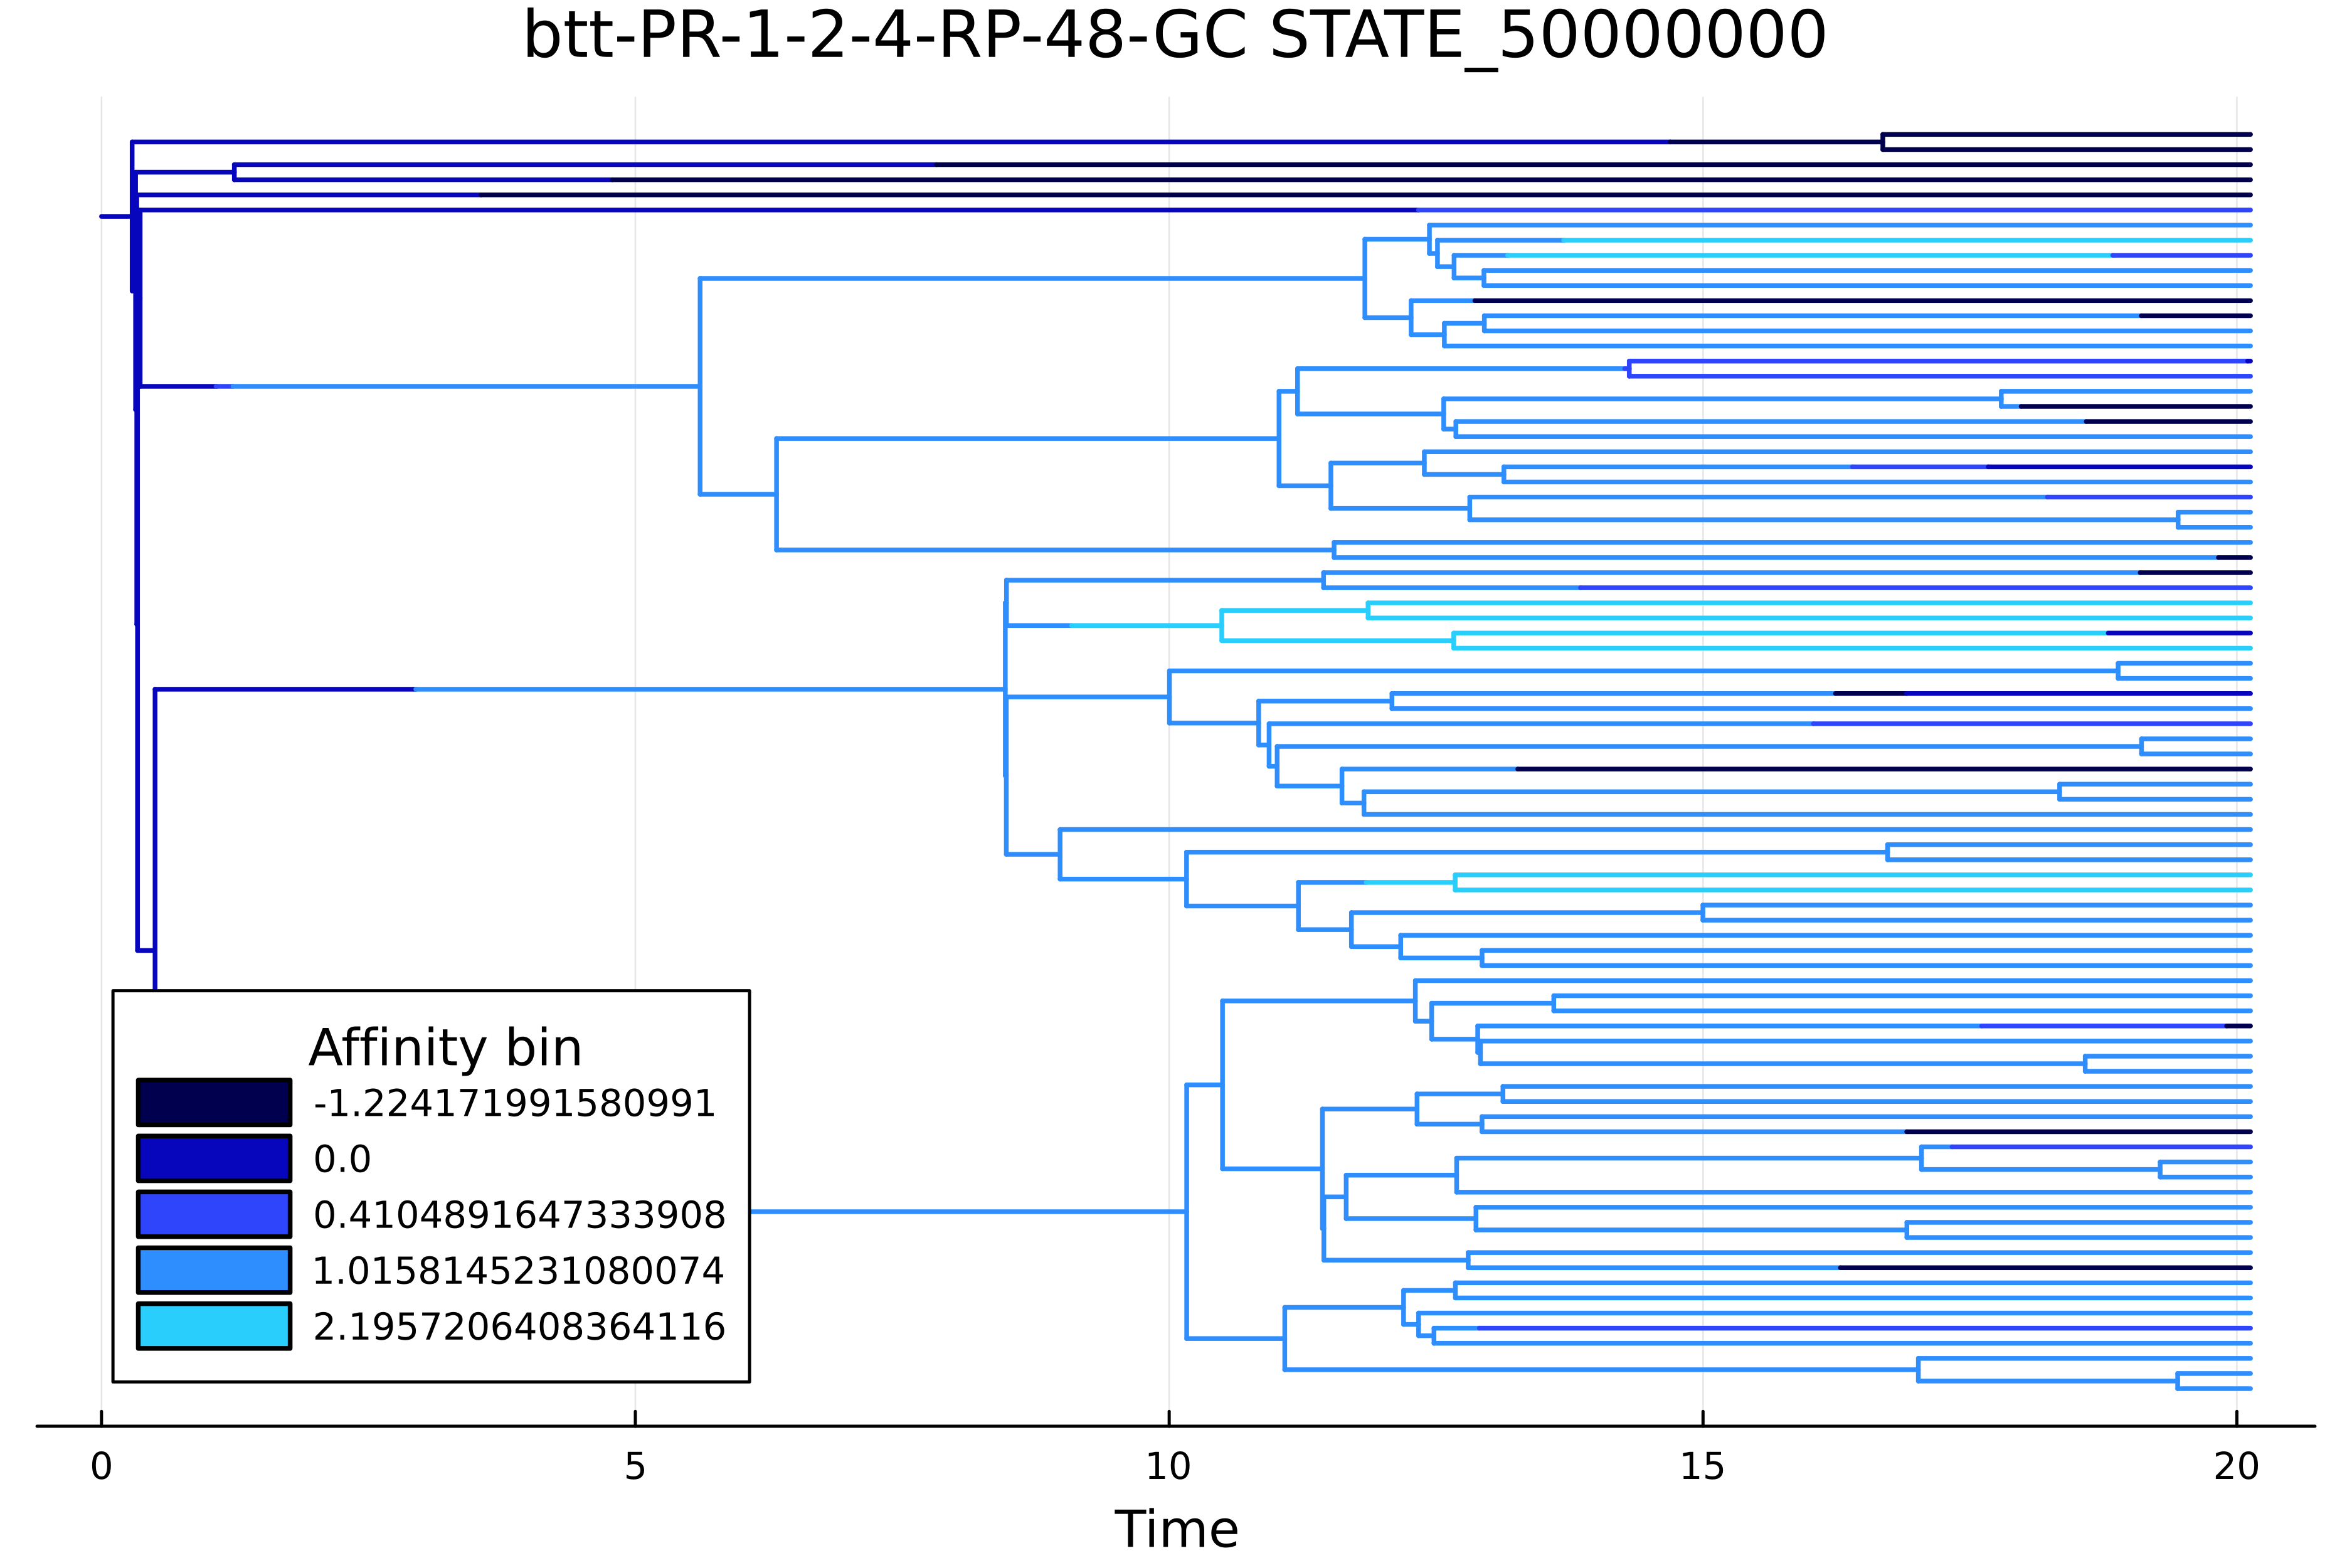 btt-PR-1-2-4-RP-48-GC STATE_50000000
Affinity bin
-1.224171991580991
0.0
0.4104891647333908
1.0158145231080074
2.1957206408364116
0 5 10 15 20
Time